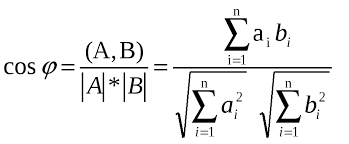 cos φ = (A,B) / |A|*|B| = ∑_{i=1}^{n} a_i b_i / √(∑_{i=1}^{n} a_i^2) √(∑_{i=1}^{n} b_i^2)